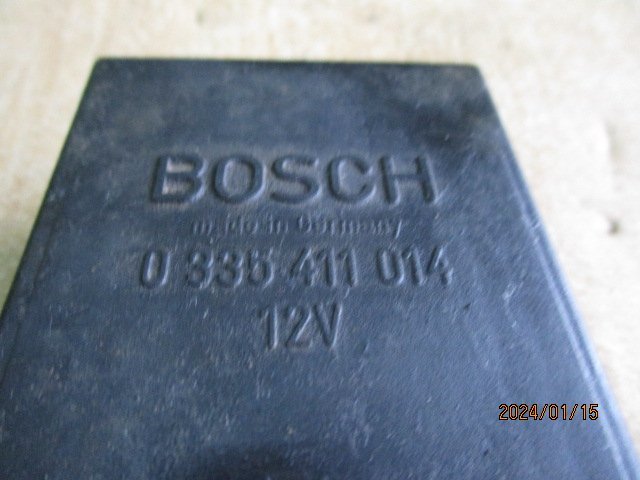 BOSCH
made in Germany
0 335 411 014
12V
2024/01/15